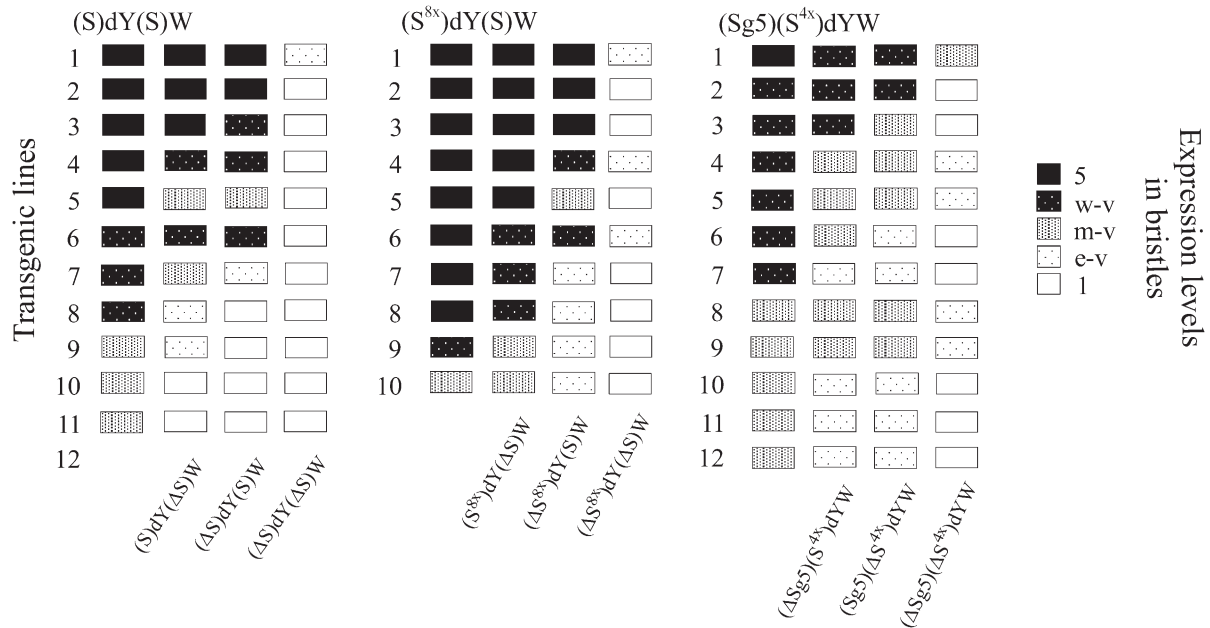 (S)dY(S)W
(S8x)dY(S)W
(Sg5)(S4x)dYW
Transgenic lines
1
2
3
4
5
6
7
8
9
10
11
12
(S)dY(ΔS)W
(ΔS)dY(S)W
(ΔS)dY(ΔS)W
1
2
3
4
5
6
7
8
9
10
(S8x)dY(ΔS)W
(ΔS8x)dY(S)W
(ΔS8x)dY(ΔS)W
1
2
3
4
5
6
7
8
9
10
11
12
(ΔSg5)(S4x)dYW
(Sg5)(ΔS4x)dYW
(ΔSg5)(ΔS4x)dYW
5
w-v
m-v
e-v
1
Expression levels
in bristles